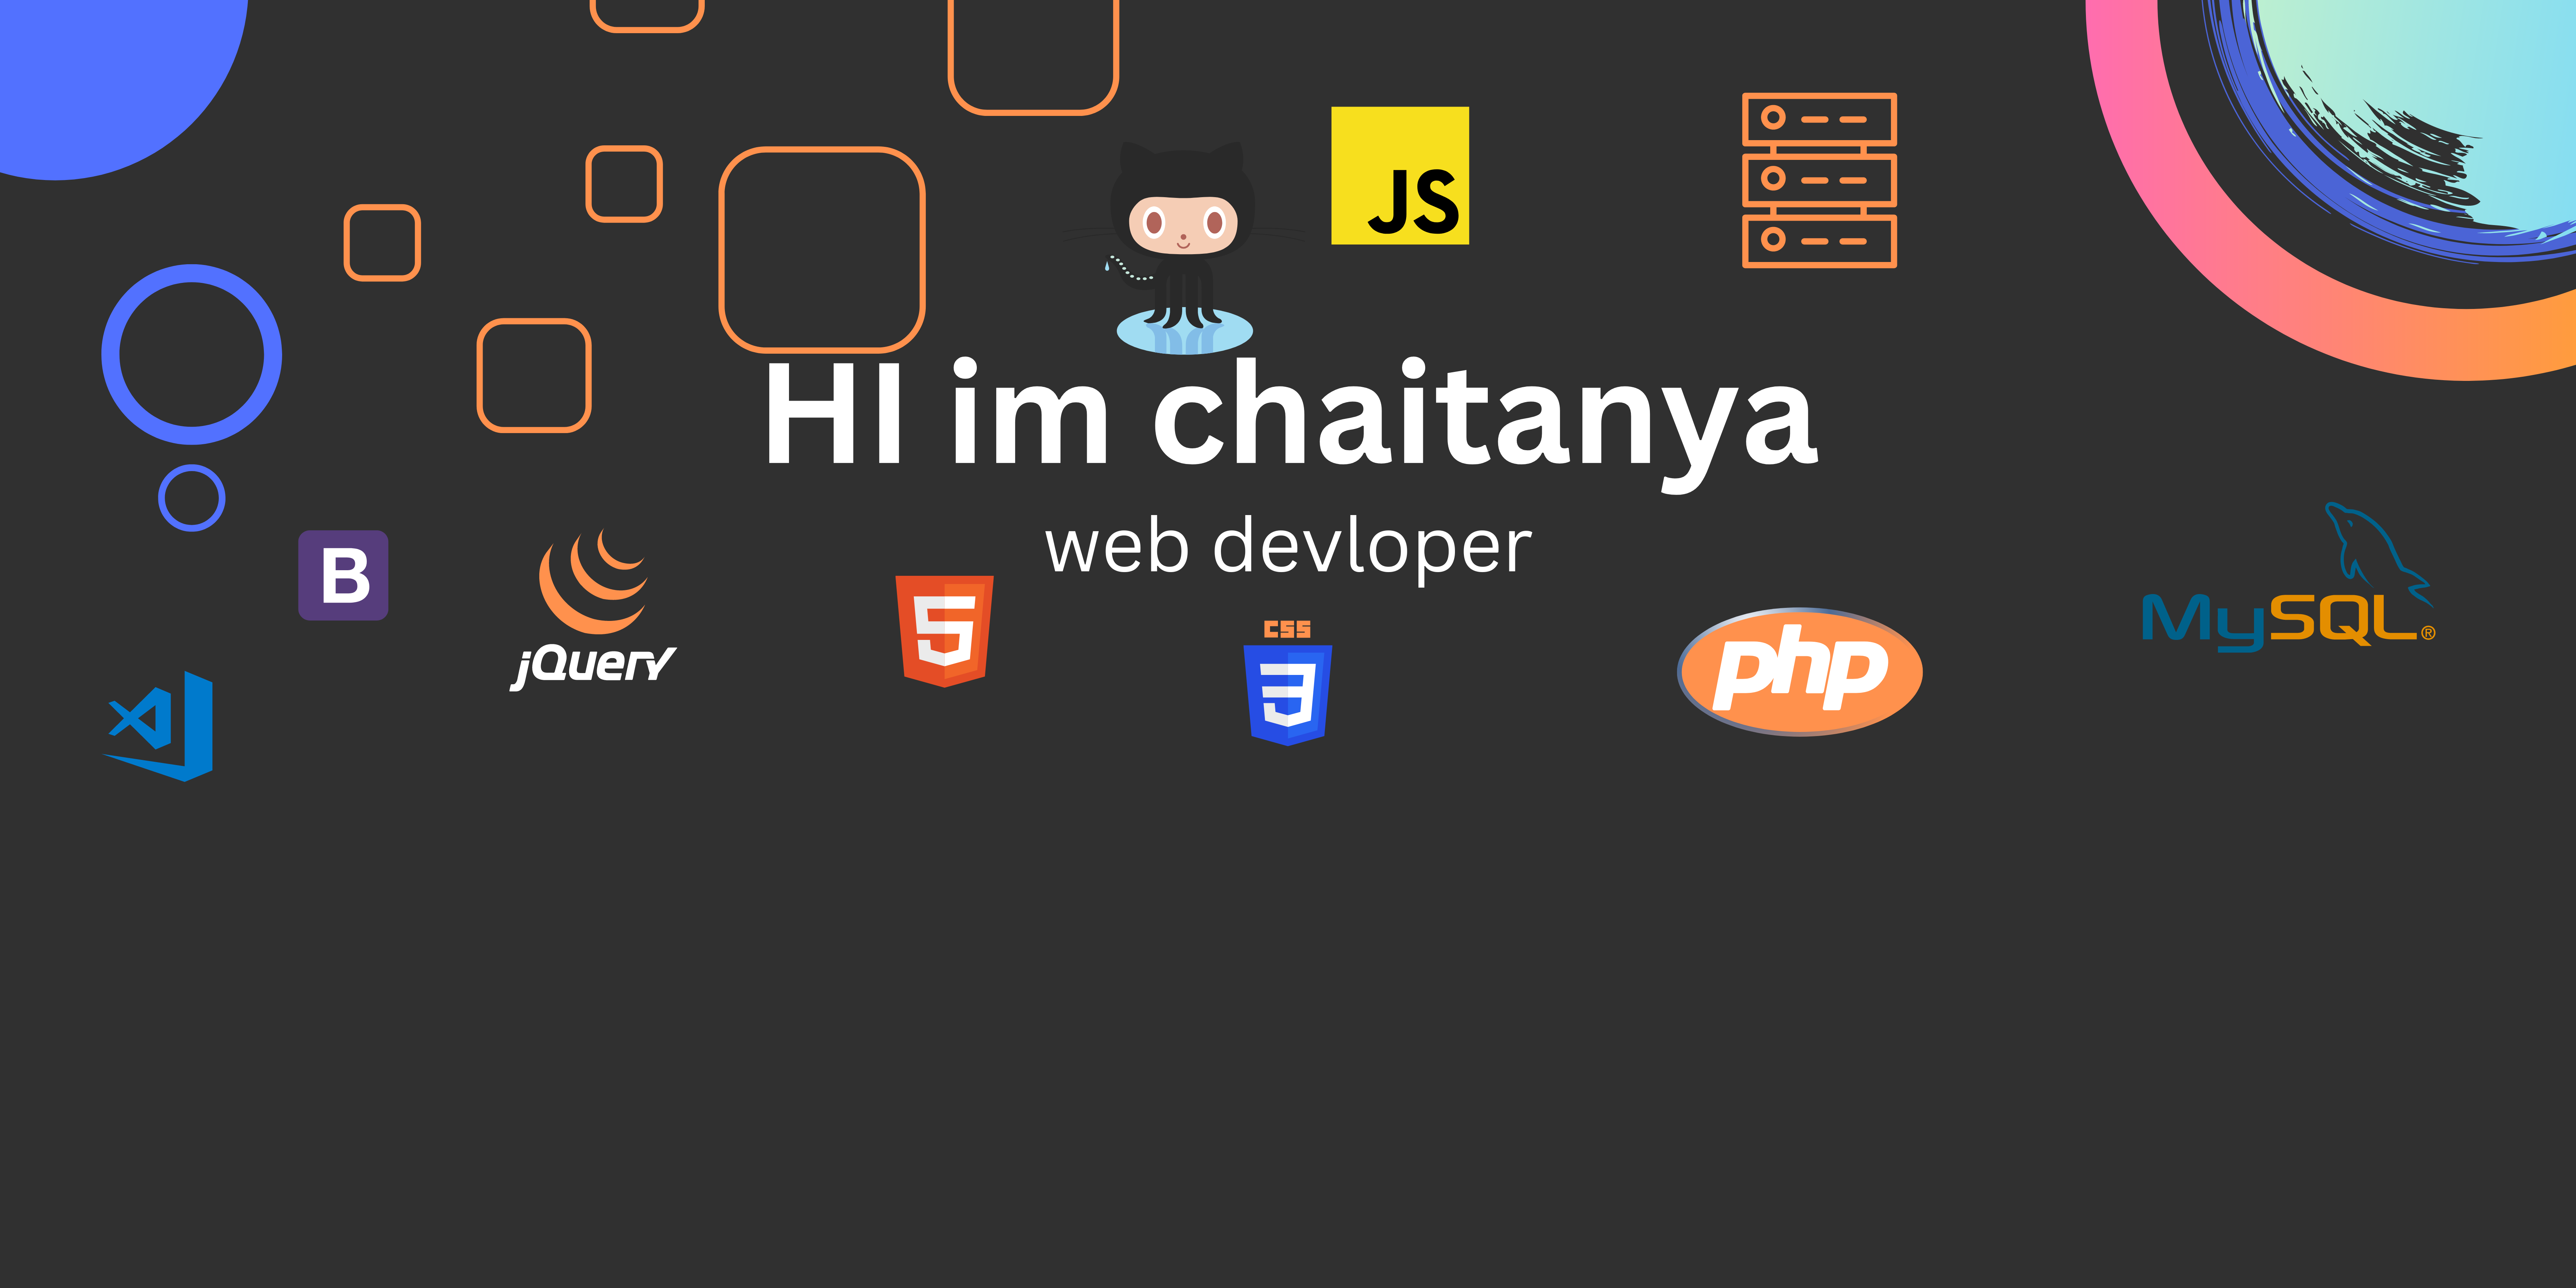 JS
HI im chaitanya
web devloper
B
jQuery
5
CSS
3
php
MySQL®